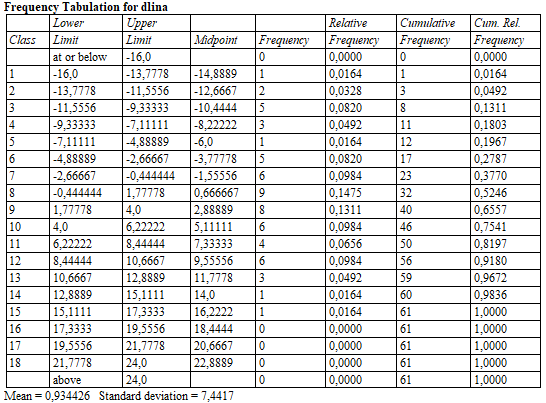 Frequency Tabulation for dlina
Lower Upper Relative Cumulative Cum. Rel.
Class Limit Limit Midpoint Frequency Frequency Frequency Frequency
at or below -16,0 0 0,0000 0 0,0000
1 -16,0 -13,7778 -14,8889 1 0,0164 1 0,0164
2 -13,7778 -11,5556 -12,6667 2 0,0328 3 0,0492
3 -11,5556 -9,33333 -10,4444 5 0,0820 8 0,1311
4 -9,33333 -7,11111 -8,22222 3 0,0492 11 0,1803
5 -7,11111 -4,88889 -6,0 1 0,0164 12 0,1967
6 -4,88889 -2,66667 -3,77778 5 0,0820 17 0,2787
7 -2,66667 -0,444444 -1,55556 6 0,0984 23 0,3770
8 -0,444444 1,77778 0,666667 9 0,1475 32 0,5246
9 1,77778 4,0 2,88889 8 0,1311 40 0,6557
10 4,0 6,22222 5,11111 6 0,0984 46 0,7541
11 6,22222 8,44444 7,33333 4 0,0656 50 0,8197
12 8,44444 10,6667 9,55556 6 0,0984 56 0,9180
13 10,6667 12,8889 11,7778 3 0,0492 59 0,9672
14 12,8889 15,1111 14,0 1 0,0164 60 0,9836
15 15,1111 17,3333 16,2222 1 0,0164 61 1,0000
16 17,3333 19,5556 18,4444 0 0,0000 61 1,0000
17 19,5556 21,7778 20,6667 0 0,0000 61 1,0000
18 21,7778 24,0 22,8889 0 0,0000 61 1,0000
above 24,0 0 0,0000 61 1,0000
Mean = 0,934426 Standard deviation = 7,4417